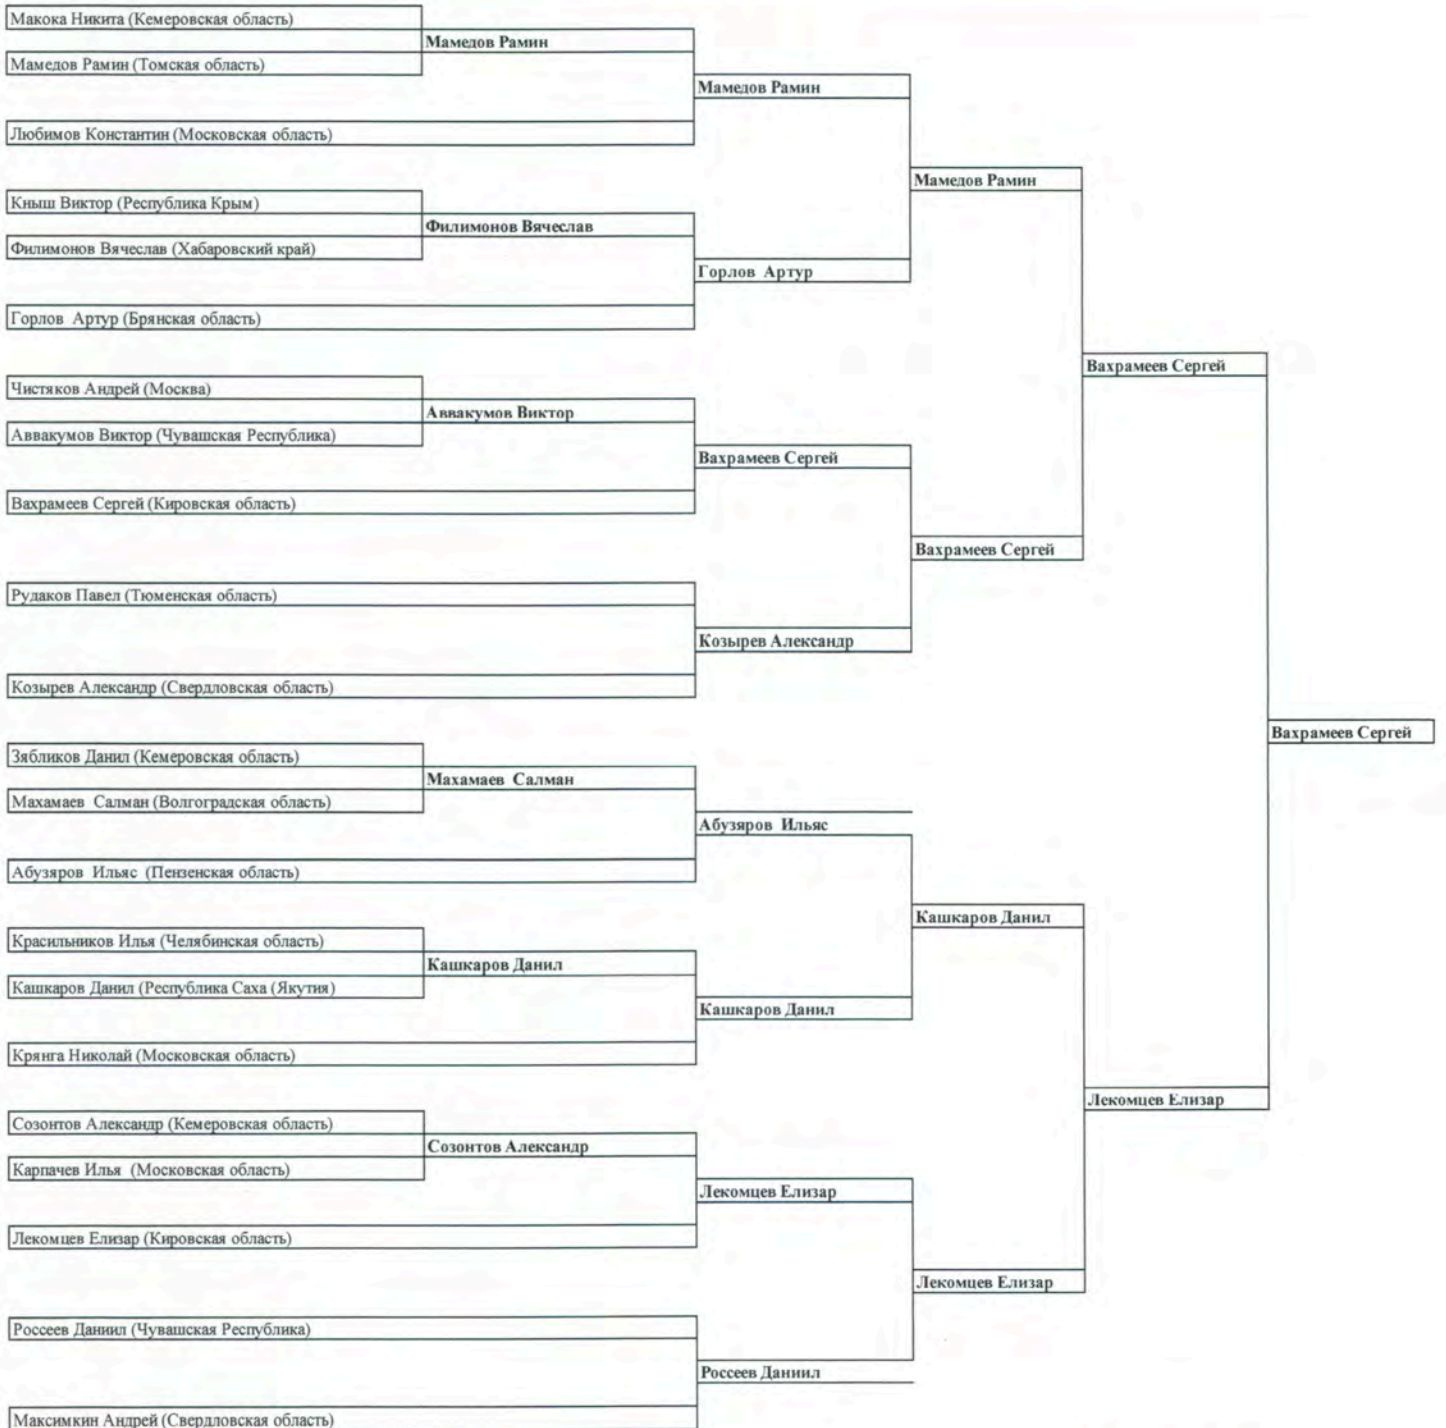 Макока Никита (Кемеровская область)
Мамедов Рамин
Мамедов Рамин (Томская область)
Мамедов Рамин
Любимов Константин (Московская область)
Мамедов Рамин
Кныш Виктор (Республика Крым)
Филимонов Вячеслав
Филимонов Вячеслав (Хабаровский край)
Горлов Артур
Горлов Артур (Брянская область)
Вахрамеев Сергей
Чистяков Андрей (Москва)
Аввакумов Виктор
Аввакумов Виктор (Чувашская Республика)
Вахрамеев Сергей
Вахрамеев Сергей (Кировская область)
Вахрамеев Сергей
Рудаков Павел (Тюменская область)
Козырев Александр
Козырев Александр (Свердловская область)
Вахрамеев Сергей
Зябликов Данил (Кемеровская область)
Махамаев Салман
Махамаев Салман (Волгоградская область)
Абузяров Ильяс
Абузяров Ильяс (Пензенская область)
Кашкаров Данил
Красильников Илья (Челябинская область)
Кашкаров Данил
Кашкаров Данил (Республика Саха (Якутия)
Кашкаров Данил
Крянга Николай (Московская область)
Лекомцев Елизар
Созонтов Александр (Кемеровская область)
Созонтов Александр
Карпачев Илья (Московская область)
Лекомцев Елизар
Лекомцев Елизар (Кировская область)
Лекомцев Елизар
Россеев Даниил (Чувашская Республика)
Россеев Даниил
Максимкин Андрей (Свердловская область)